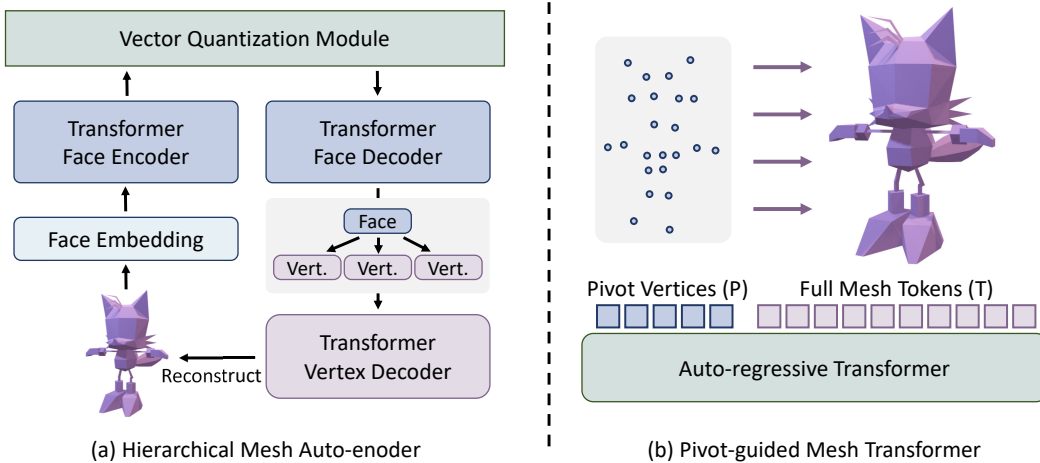 Vector Quantization Module
Transformer
Face Encoder
Transformer
Face Decoder
Face Embedding
Face
Vert. Vert. Vert.
Transformer
Vertex Decoder
Reconstruct
(a) Hierarchical Mesh Auto-enoder
Pivot Vertices (P)
Full Mesh Tokens (T)
Auto-regressive Transformer
(b) Pivot-guided Mesh Transformer